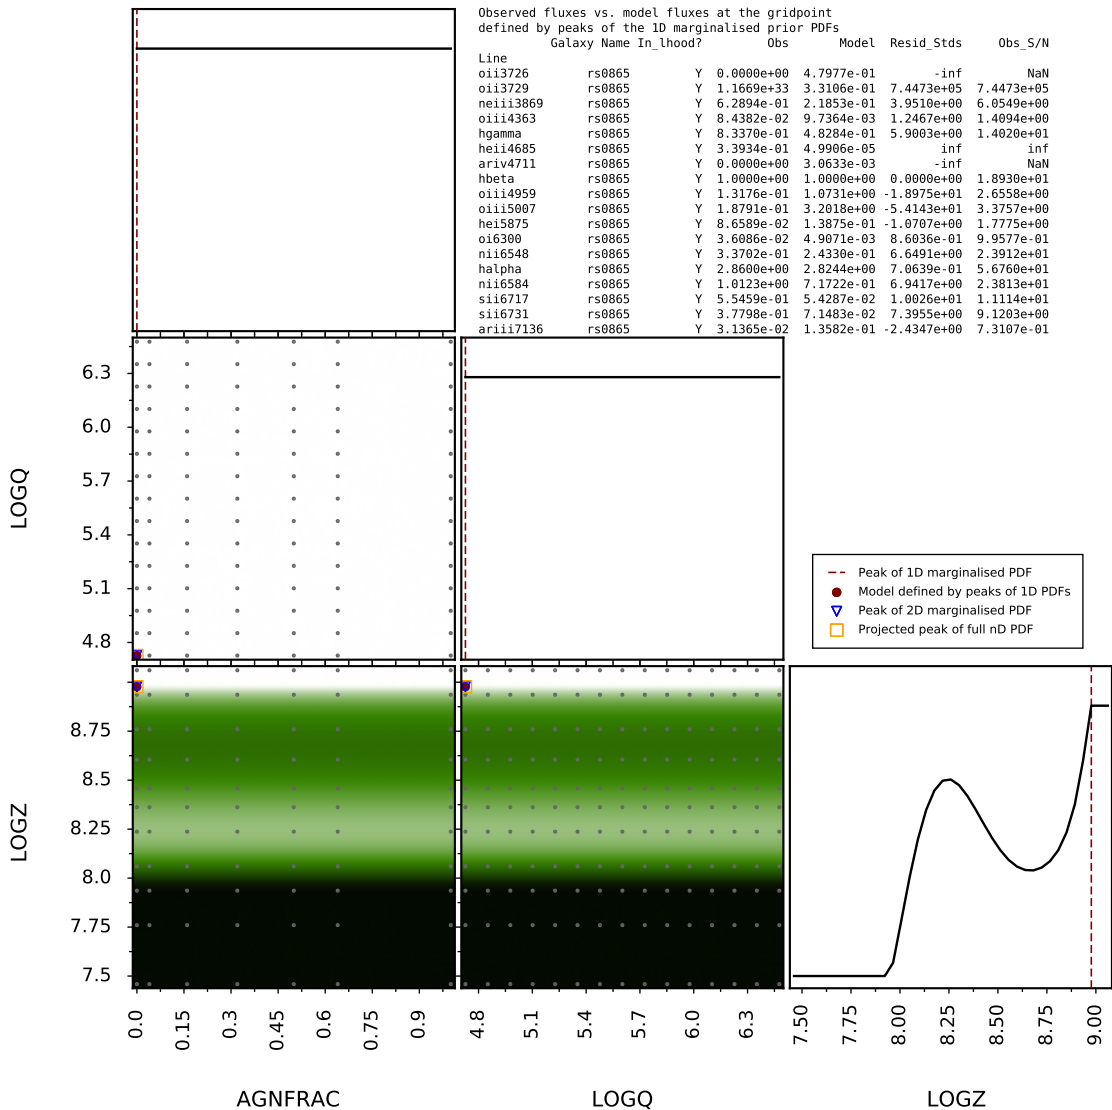 Observed fluxes vs. model fluxes at the gridpoint
defined by peaks of the 1D marginalised prior PDFs
Galaxy Name In_lhood? Obs Model Resid_Stds Obs_S/N
Line
oii3726 rs0865 Y 0.0000e+00 4.7977e-01 -inf NaN
oii3729 rs0865 Y 1.1669e+33 3.3106e-01 7.4473e+05 7.4473e+05
neiii3869 rs0865 Y 6.2894e-01 2.1853e-01 3.9510e+00 6.0549e+00
oiii4363 rs0865 Y 8.4382e-02 9.7364e-03 1.2467e+00 1.4094e+00
hgamma rs0865 Y 8.3370e-01 4.8284e-01 5.9003e+00 1.4020e+01
heii4685 rs0865 Y 3.3934e-01 4.9906e-05 inf inf
ariv4711 rs0865 Y 0.0000e+00 3.0633e-03 -inf NaN
hbeta rs0865 Y 1.0000e+00 1.0000e+00 0.0000e+00 1.8930e+01
oiii4959 rs0865 Y 1.3176e-01 1.0731e+00 -1.8975e+01 2.6558e+00
oiii5007 rs0865 Y 1.8791e-01 3.2018e+00 -5.4143e+01 3.3757e+00
hei5875 rs0865 Y 8.6589e-02 1.3875e-01 -1.0707e+00 1.7775e+00
oi6300 rs0865 Y 3.6086e-02 4.9071e-03 8.6036e-01 9.9577e-01
nii6548 rs0865 Y 3.3702e-01 2.4330e-01 6.6491e+00 2.3912e+01
halpha rs0865 Y 2.8600e+00 2.8244e+00 7.0639e-01 5.6760e+01
nii6584 rs0865 Y 1.0123e+00 7.1722e-01 6.9417e+00 2.3813e+01
sii6717 rs0865 Y 5.5459e-01 5.4287e-02 1.0026e+01 1.1114e+01
sii6731 rs0865 Y 3.7798e-01 7.1483e-02 7.3955e+00 9.1203e+00
ariii7136 rs0865 Y 3.1365e-02 1.3582e-01 -2.4347e+00 7.3107e-01
6.3
6.0
5.7
5.4
5.1
4.8
LOGQ
Peak of 1D marginalised PDF
Model defined by peaks of 1D PDFs
Peak of 2D marginalised PDF
Projected peak of full nD PDF
8.75
8.5
8.25
8.0
7.75
7.5
LOGZ
0.0 0.15 0.3 0.45 0.6 0.75 0.9
4.8 5.1 5.4 5.7 6.0 6.3
7.50 7.75 8.00 8.25 8.50 8.75 9.00
AGNFRAC LOGQ LOGZ